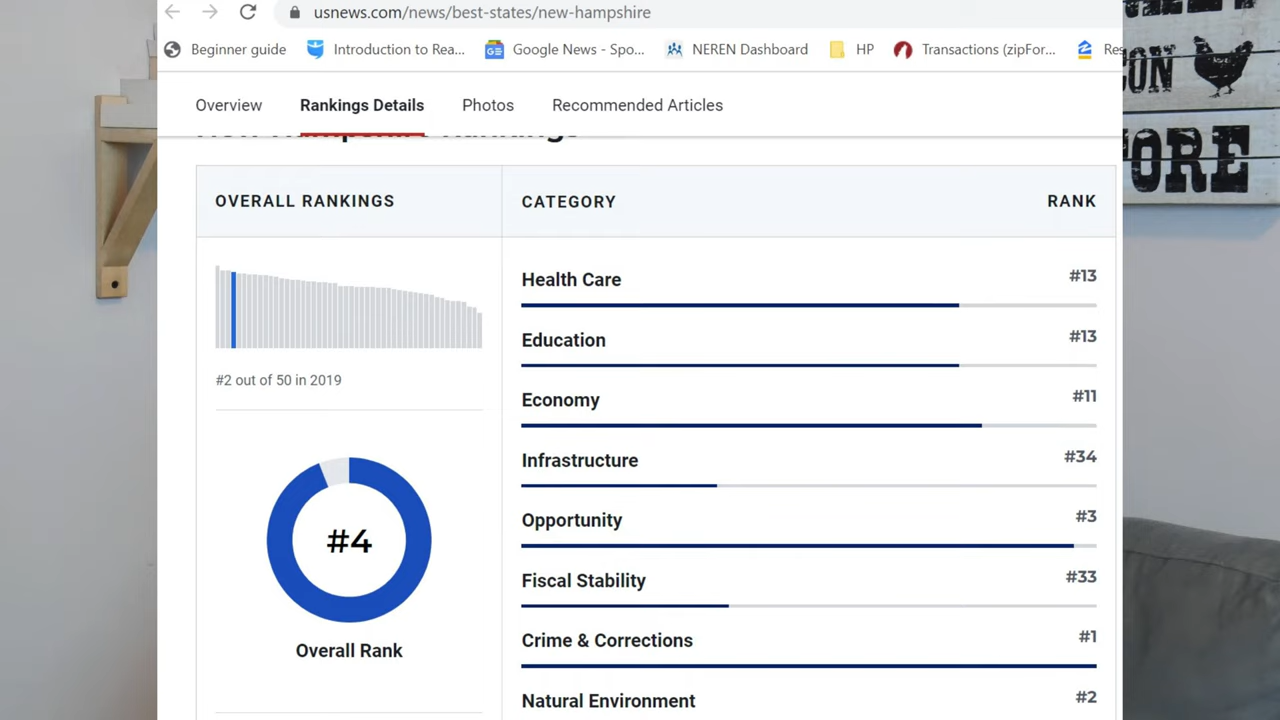 usnews.com/news/best-states/new-hampshire
Beginner guide
Introduction to Rea...
Google News - Spo...
NEREN Dashboard
HP
Transactions (zipFor...
Overview
Rankings Details
Photos
Recommended Articles
OVERALL RANKINGS
CATEGORY
RANK
#2 out of 50 in 2019
#4
Overall Rank
Health Care
#13
Education
#13
Economy
#11
Infrastructure
#34
Opportunity
#3
Fiscal Stability
#33
Crime & Corrections
#1
Natural Environment
#2